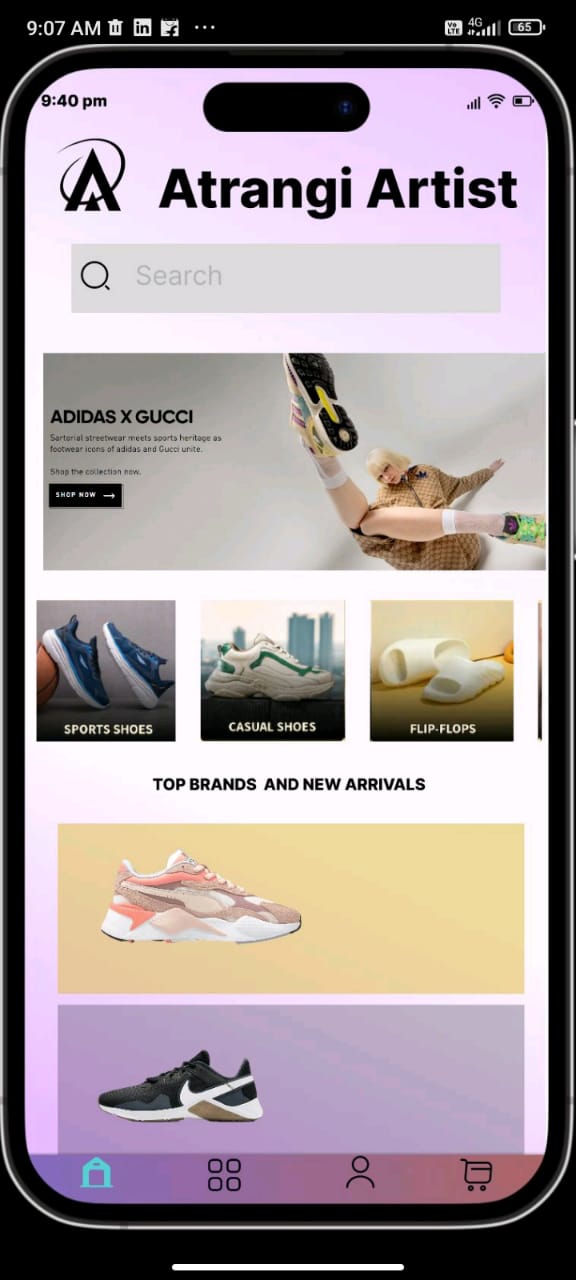 9:07 AM
Vo
LTE
4G
65
9:40 pm
Atrangi Artist
Search
ADIDAS X GUCCI
Sartorial streetwear meets sports heritage as
footwear icons of adidas and Gucci unite.
Shop the collection now.
SHOP NOW
SPORTS SHOES
CASUAL SHOES
FLIP-FLOPS
TOP BRANDS AND NEW ARRIVALS